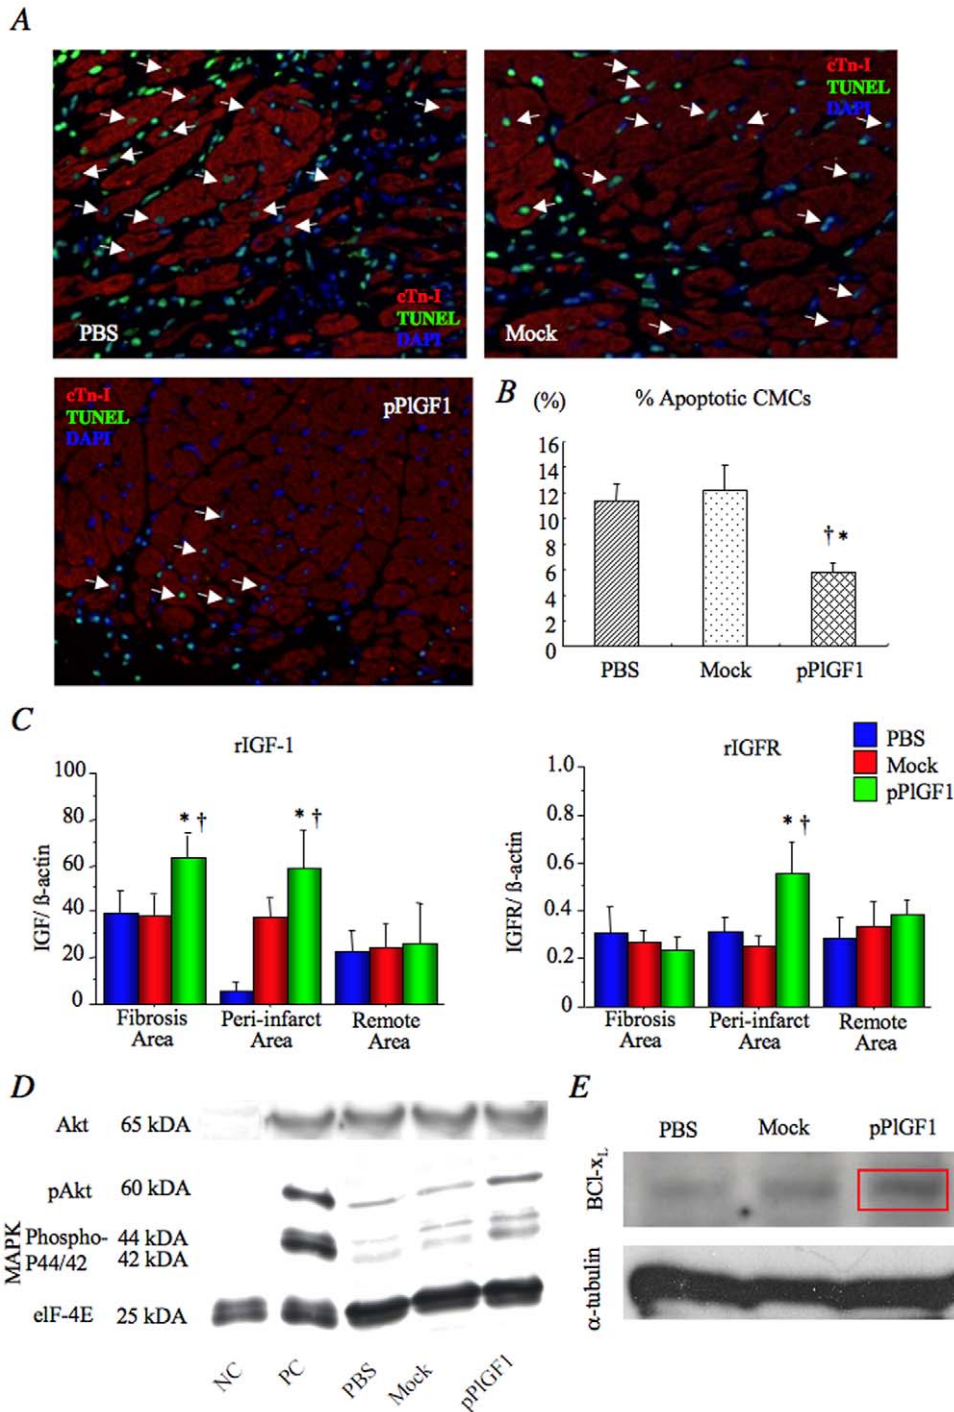 A
cTn-I
TUNEL
DAPI
PBS
cTn-I
TUNEL
DAPI
Mock
cTn-I
TUNEL
DAPI
pPlGF1
B (%) % Apoptotic CMCs
16
14
12
10
8
6
4
2
0
† *
PBS Mock pPlGF1
C
rIGF-1
IGF/ ß-actin
100
80
60
40
20
0
* † * †
Fibrosis Area
Peri-infarct Area
Remote Area
rIGFR
PBS
Mock
pPlGF1
IGFR/ ß-actin
1.0
0.8
0.6
0.4
0.2
0
* †
Fibrosis Area
Peri-infarct Area
Remote Area
D
Akt 65 kDA
pAkt 60 kDA
MAPK
Phospho- 44 kDA
P44/42 42 kDA
elF-4E 25 kDA
NC PC PBS Mock pPlGF1
E
PBS Mock pPlGF1
BCl-xL
α-tubulin